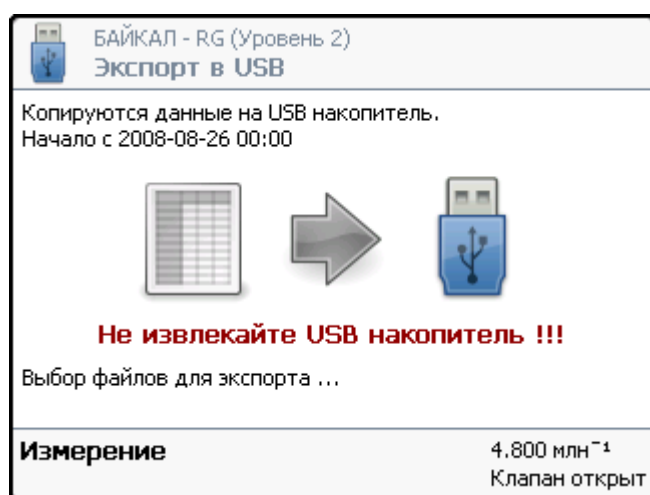 БАЙКАЛ - RG (Уровень 2)
Экспорт в USB
Копируются данные на USB накопитель.
Начало с 2008-08-26 00:00
Не извлекайте USB накопитель !!!
Выбор файлов для экспорта ...
Измерение
4.800 млн⁻¹
Клапан открыт